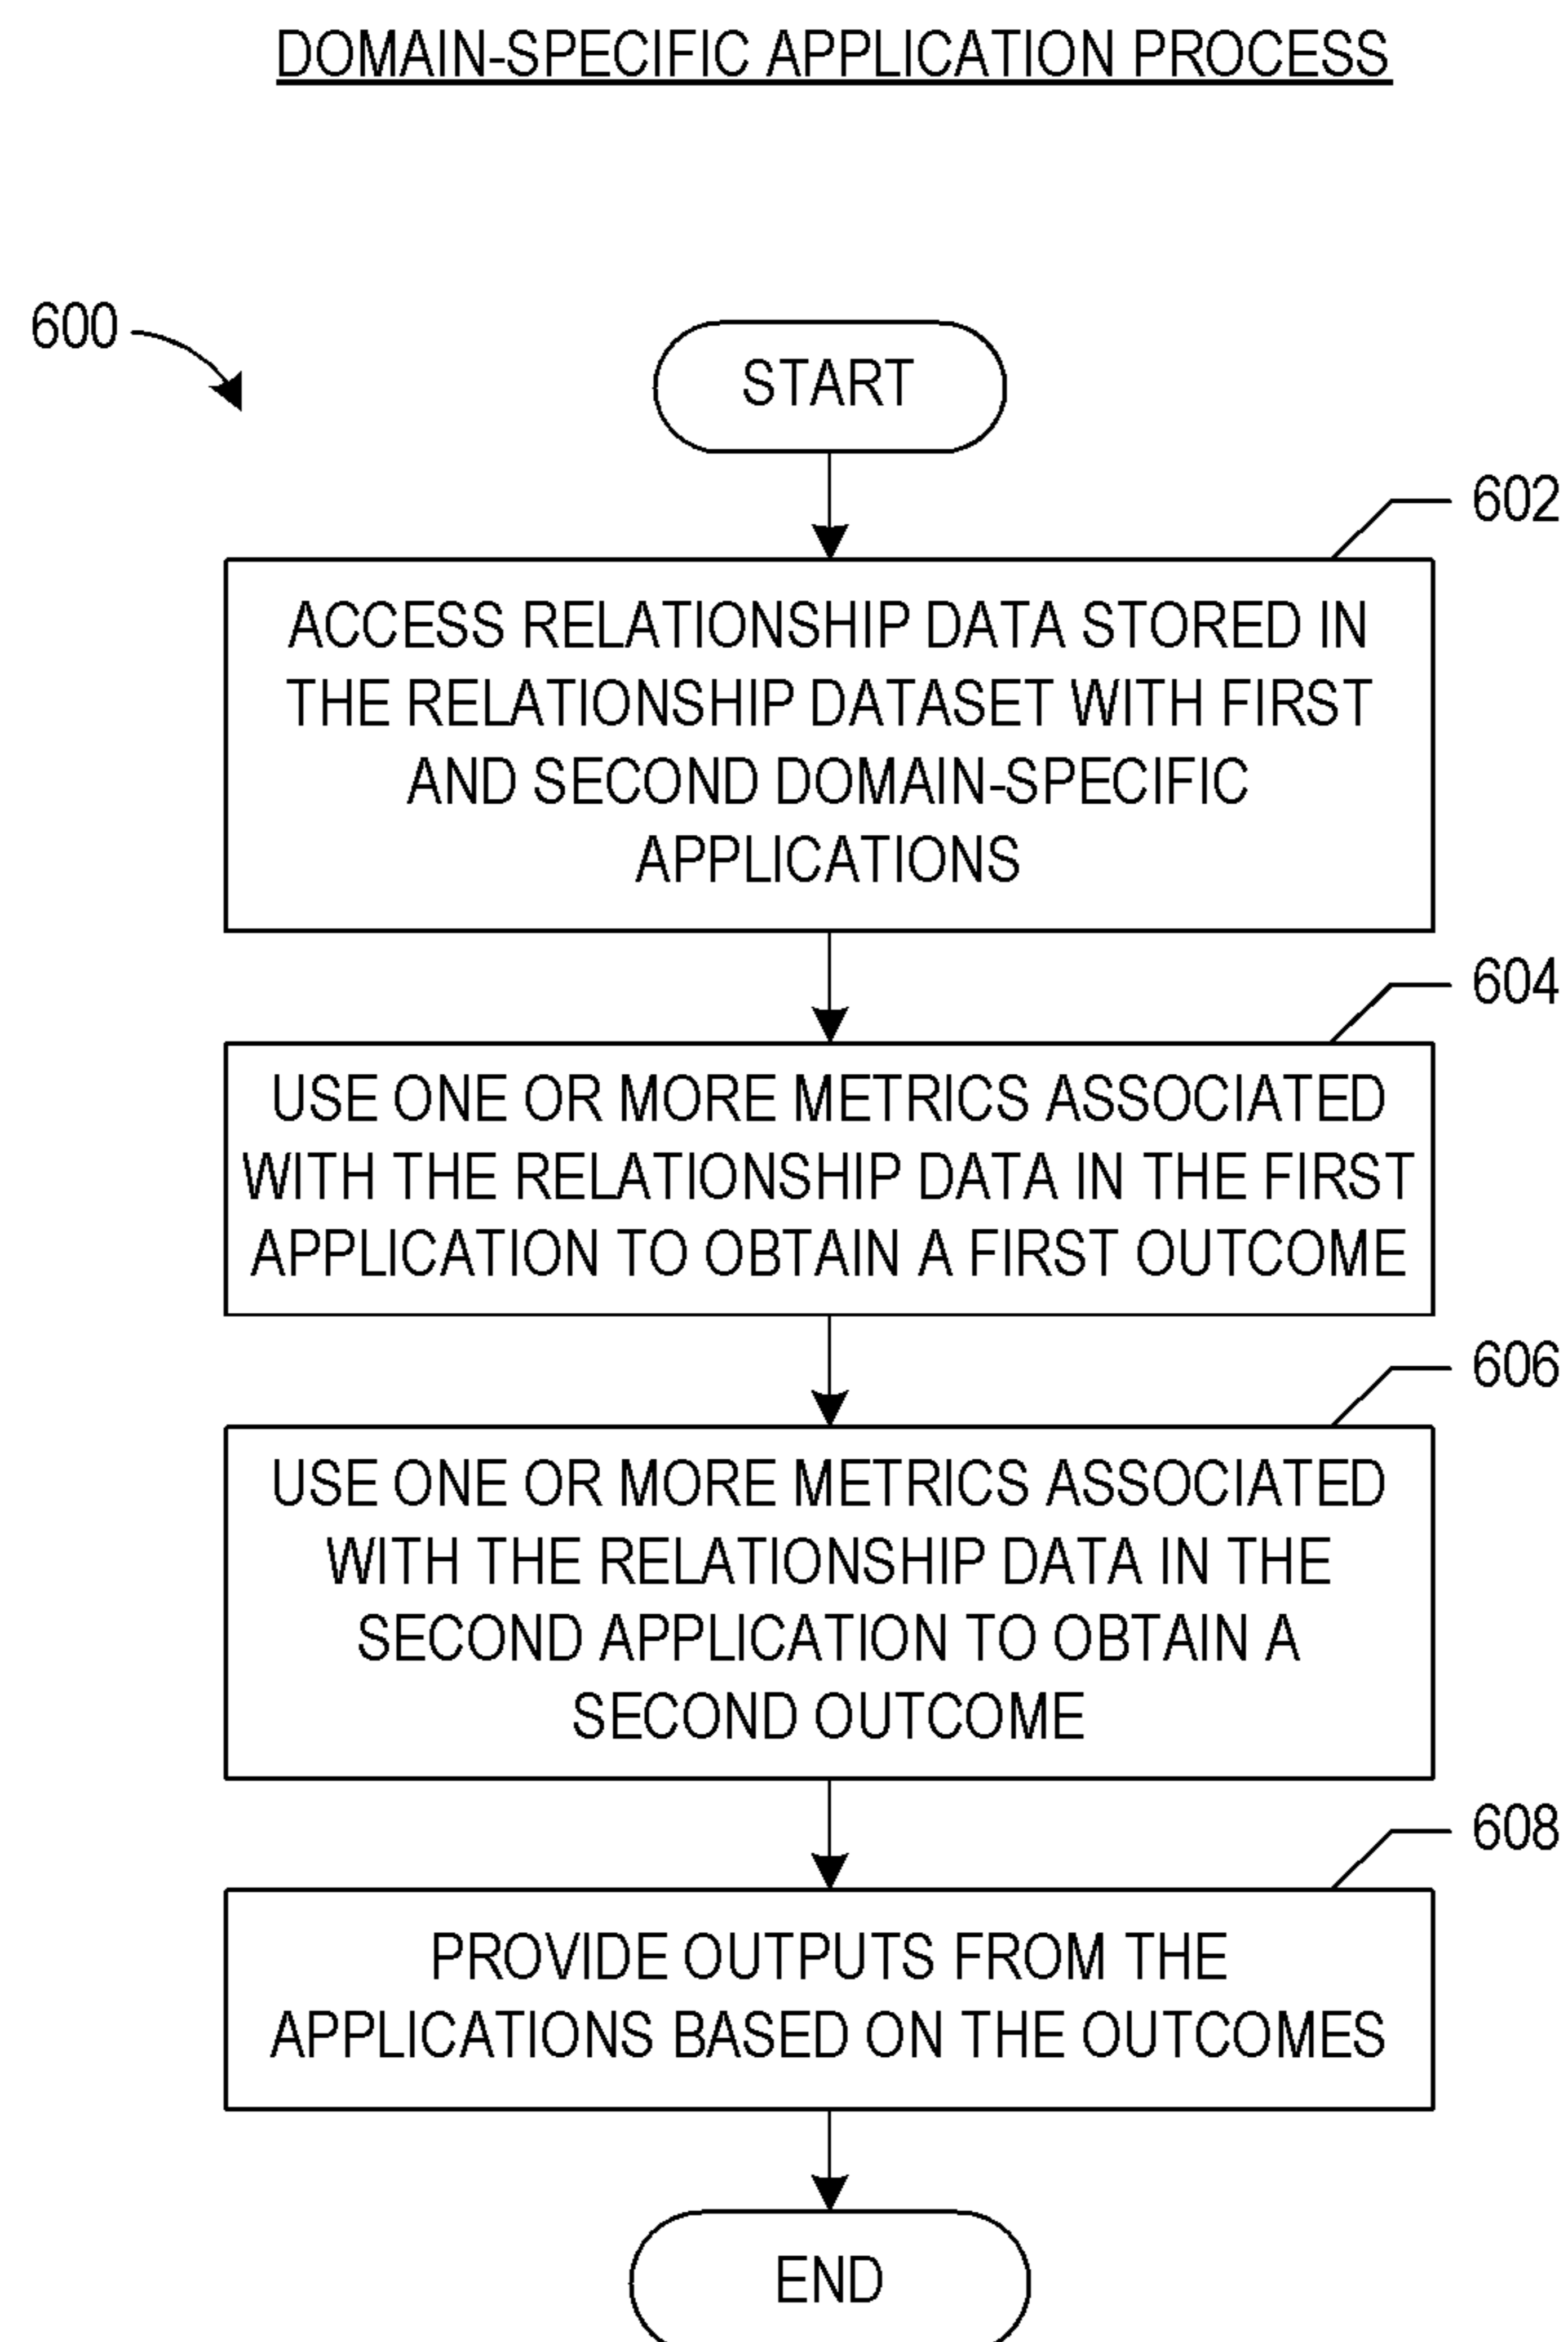 DOMAIN-SPECIFIC APPLICATION PROCESS
600
START
602
ACCESS RELATIONSHIP DATA STORED IN
THE RELATIONSHIP DATASET WITH FIRST
AND SECOND DOMAIN-SPECIFIC
APPLICATIONS
604
USE ONE OR MORE METRICS ASSOCIATED
WITH THE RELATIONSHIP DATA IN THE FIRST
APPLICATION TO OBTAIN A FIRST OUTCOME
606
USE ONE OR MORE METRICS ASSOCIATED
WITH THE RELATIONSHIP DATA IN THE
SECOND APPLICATION TO OBTAIN A
SECOND OUTCOME
608
PROVIDE OUTPUTS FROM THE
APPLICATIONS BASED ON THE OUTCOMES
END